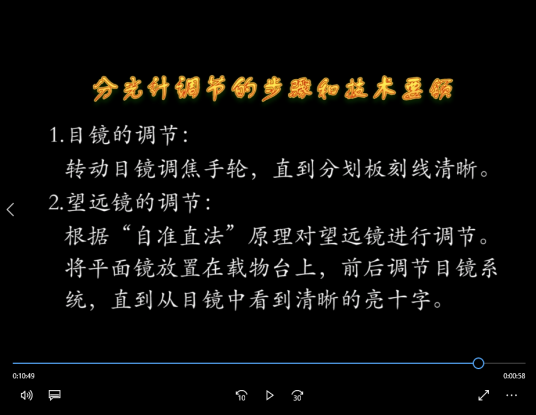 分光计调节的步骤和技术要领
1.目镜的调节：
转动目镜调焦手轮，直到分划板刻线清晰。
2.望远镜的调节：
根据“自准直法”原理对望远镜进行调节。
将平面镜放置在载物台上，前后调节目镜系
统，直到从目镜中看到清晰的亮十字。
0:10:49
0:00:58
10
30